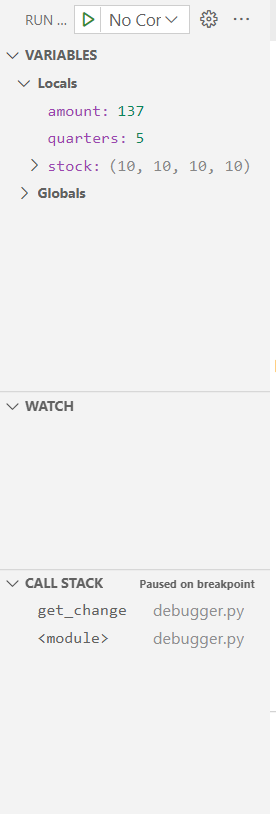 RUN ... No Cor
VARIABLES
Locals
amount: 137
quarters: 5
stock: (10, 10, 10, 10)
Globals
WATCH
CALL STACK Paused on breakpoint
get_change debugger.py
<module> debugger.py